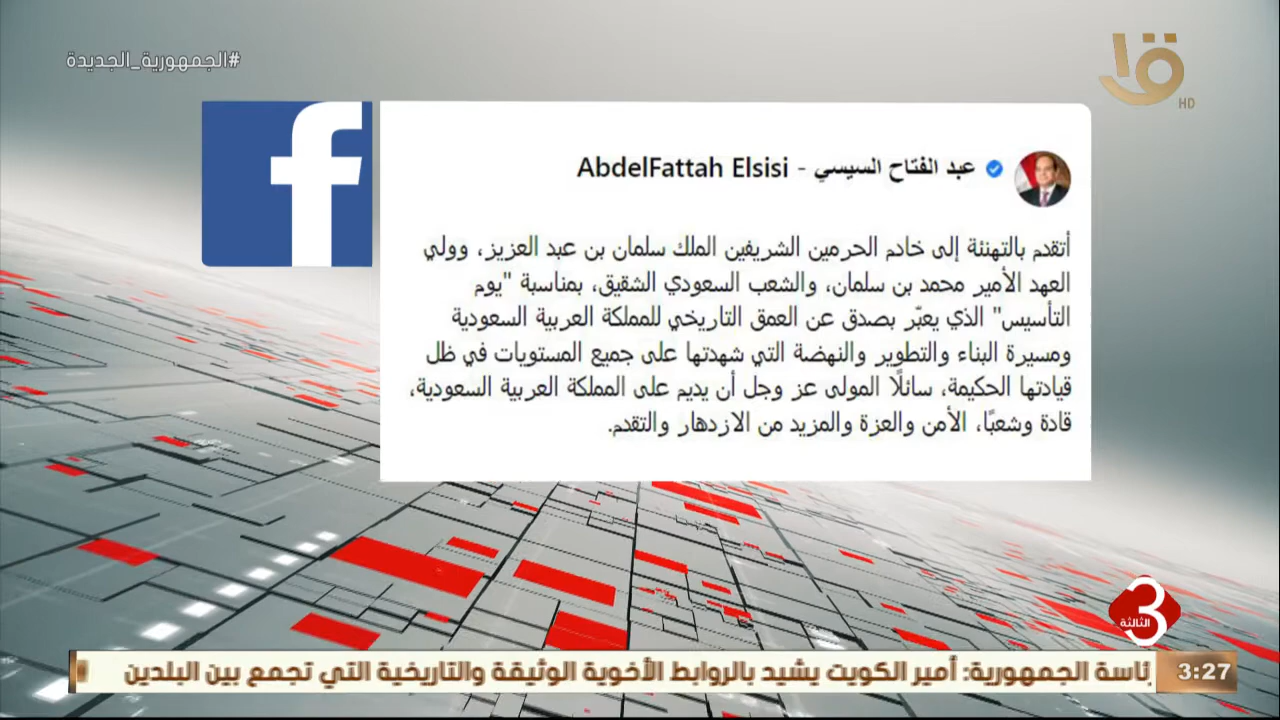 #الجمهورية_الجديدة
HD
عبد الفتاح السيسي - AbdelFattah Elsisi
أتقدم بالتهنئة إلى خادم الحرمين الشريفين الملك سلمان بن عبد العزيز، وولي
العهد الأمير محمد بن سلمان، والشعب السعودي الشقيق، بمناسبة "يوم
التأسيس" الذي يعبّر بصدق عن العمق التاريخي للمملكة العربية السعودية
ومسيرة البناء والتطوير والنهضة التي شهدتها على جميع المستويات في ظل
قيادتها الحكيمة، سائلًا المولى عز وجل أن يديم على المملكة العربية السعودية،
قادة وشعبًا، الأمن والعزة والمزيد من الازدهار والتقدم.
3
الثالثة
3:27
ئاسة الجمهورية: أمير الكويت يشيد بالروابط الأخوية الوثيقة والتاريخية التي تجمع بين البلدين